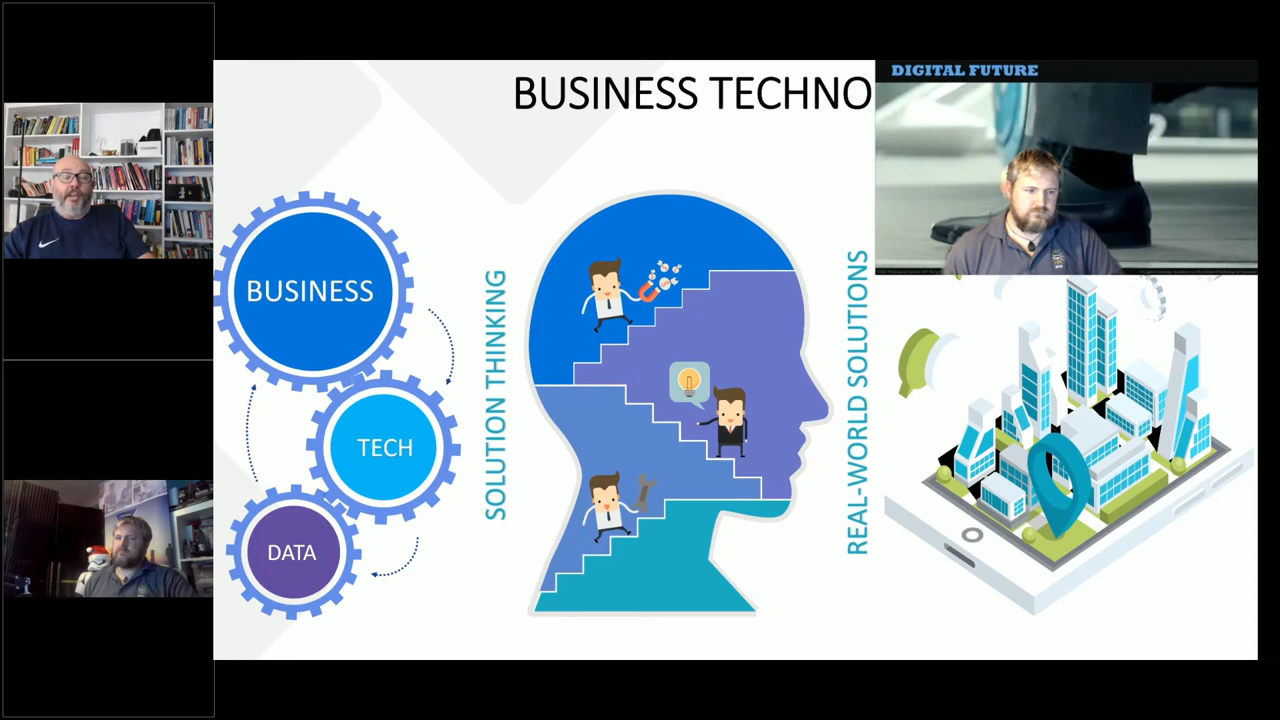 BUSINESS TECHNO
DIGITAL FUTURE
BUSINESS
TECH
DATA
SOLUTION THINKING
REAL-WORLD SOLUTIONS